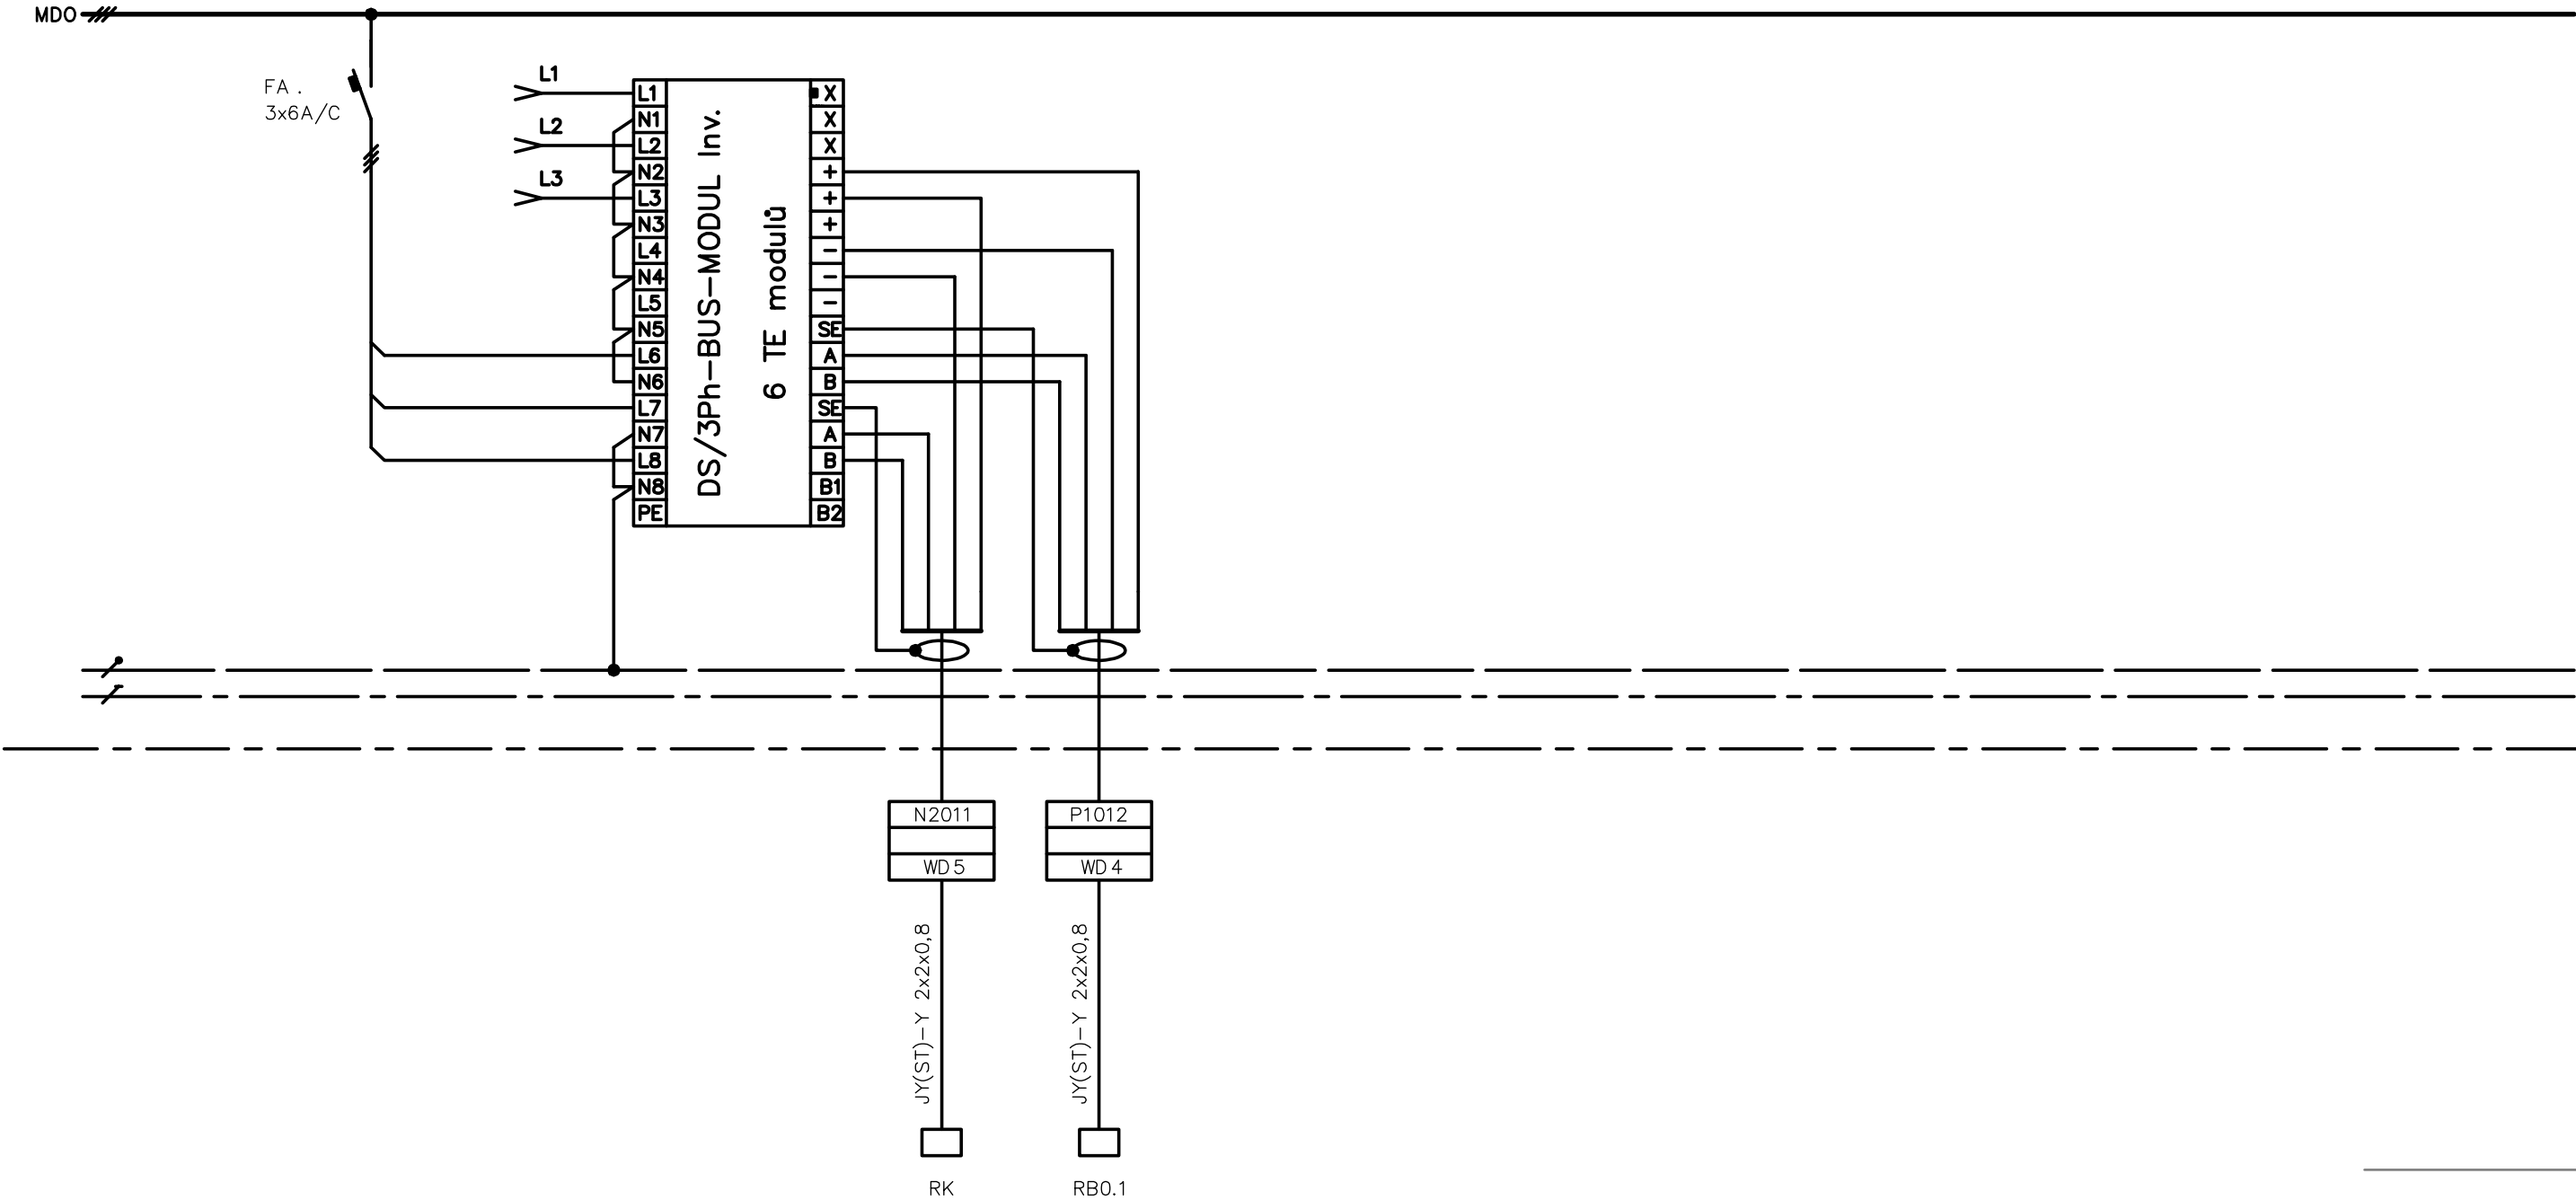 MDO
FA .
3x6A/C
L1
L2
L3
L1
N1
L2
N2
L3
N3
L4
N4
L5
N5
L6
N6
L7
N7
L8
N8
PE
DS/3Ph-BUS-MODUL Inv.
6 TE modulů
X
X
X
+
+
+
-
-
-
SE
A
B
SE
A
B
B1
B2
N2011
WD 5
P1012
WD 4
JY(ST)-Y 2x2x0,8
JY(ST)-Y 2x2x0,8
RK
RB0.1